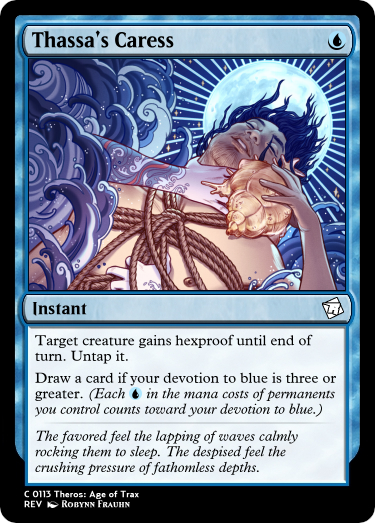 Thassa's Caress
Instant
Target creature gains hexproof until end of
turn. Untap it.
Draw a card if your devotion to blue is three or
greater. (Each in the mana costs of permanents
you control counts toward your devotion to blue.)
The favored feel the lapping of waves calmly
rocking them to sleep. The despised feel the
crushing pressure of fathomless depths.
C 0113 Theros: Age of Trax
REV Robynn Frauhn